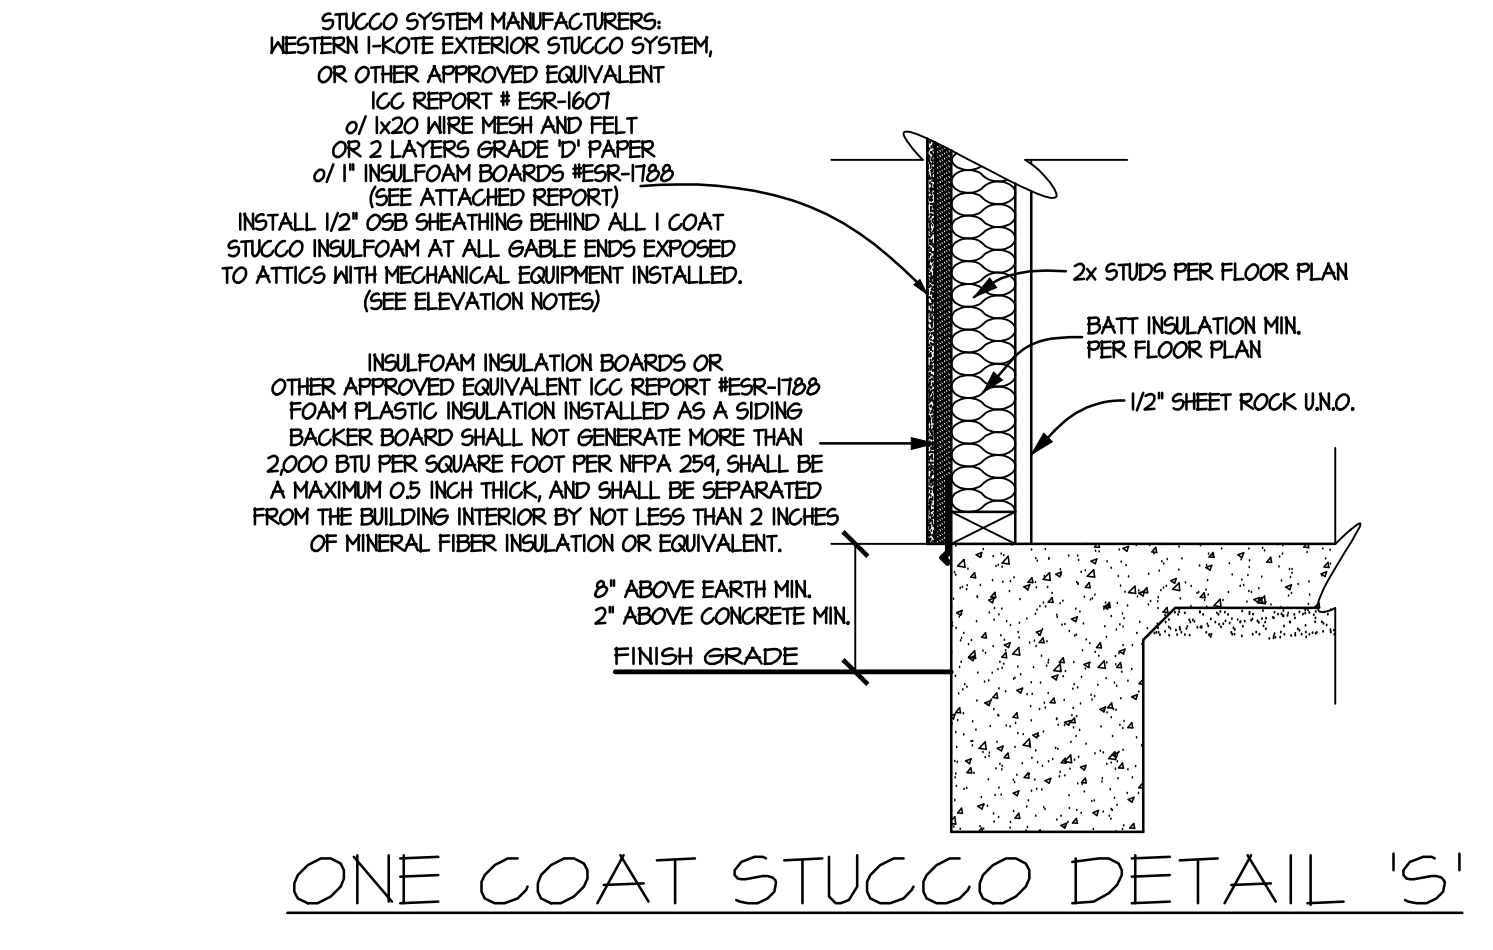 STUCCO SYSTEM MANUFACTURERS:
WESTERN 1-KOTE EXTERIOR STUCCO SYSTEM,
OR OTHER APPROVED EQUIVALENT
ICC REPORT # ESR-1607
o/ 1x20 WIRE MESH AND FELT
OR 2 LAYERS GRADE 'D' PAPER
o/ 1" INSULFOAM BOARDS #ESR-1788
(SEE ATTACHED REPORT)
INSTALL 1/2" OSB SHEATHING BEHIND ALL 1 COAT
STUCCO INSULFOAM AT ALL GABLE ENDS EXPOSED
TO ATTICS WITH MECHANICAL EQUIPMENT INSTALLED.
(SEE ELEVATION NOTES)
INSULFOAM INSULATION BOARDS OR
OTHER APPROVED EQUIVALENT ICC REPORT #ESR-1788
FOAM PLASTIC INSULATION INSTALLED AS A SIDING
BACKER BOARD SHALL NOT GENERATE MORE THAN
2,000 BTU PER SQUARE FOOT PER NFPA 259, SHALL BE
A MAXIMUM 0.5 INCH THICK, AND SHALL BE SEPARATED
FROM THE BUILDING INTERIOR BY NOT LESS THAN 2 INCHES
OF MINERAL FIBER INSULATION OR EQUIVALENT.
8" ABOVE EARTH MIN.
2" ABOVE CONCRETE MIN.
FINISH GRADE
2x STUDS PER FLOOR PLAN
BATT INSULATION MIN.
PER FLOOR PLAN
1/2" SHEET ROCK U.N.O.
ONE COAT STUCCO DETAIL 'S'